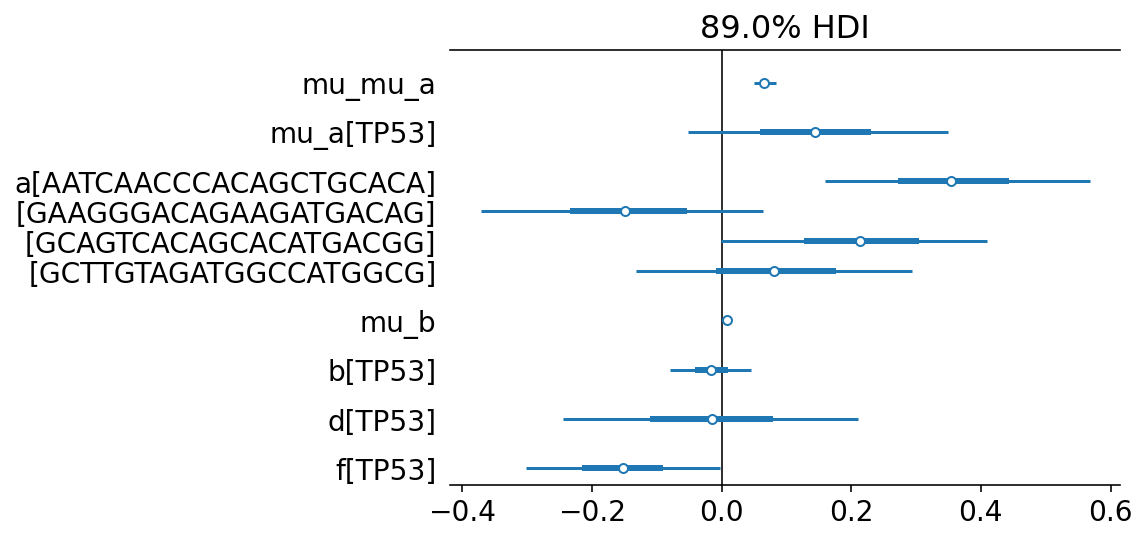 89.0% HDI
mu_mu_a
mu_a[TP53]
a[AATCAACCCACAGCTGCACA]
[GAAGGGACAGAAGATGACAG]
[GCAGTCACAGCACATGACGG]
[GCTTGTAGATGGCCATGGCG]
mu_b
b[TP53]
d[TP53]
f[TP53]
−0.4 −0.2 0.0 0.2 0.4 0.6